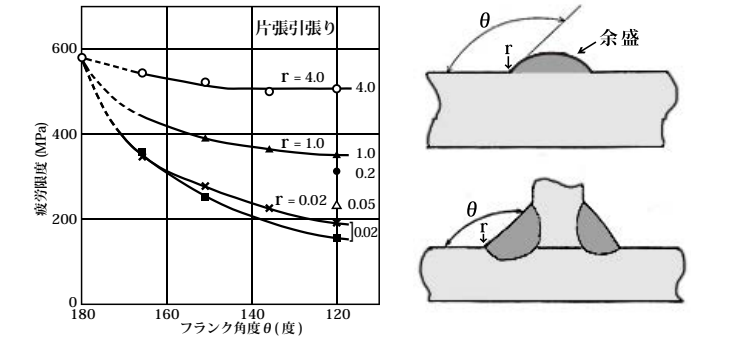 片張引張り
600
400
200
0
疲労限度 (MPa)
r = 4.0
4.0
r = 1.0
1.0
0.2
r = 0.02
0.05
0.02
180
160
140
120
フランク角度 θ ( 度 )
θ
r
余盛
θ
r